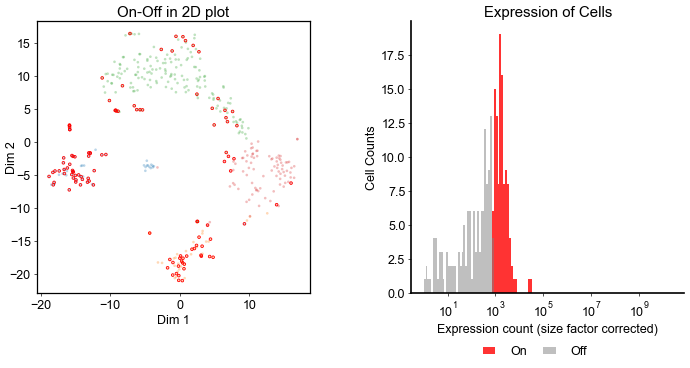 On-Off in 2D plot
15
10
5
0
−5
−10
−15
−20
Dim 2
−20 −10 0 10
Dim 1
Expression of Cells
17.5
15.0
12.5
10.0
7.5
5.0
2.5
0.0
Cell Counts
10^1 10^3 10^5 10^7 10^9
Expression count (size factor corrected)
On Off